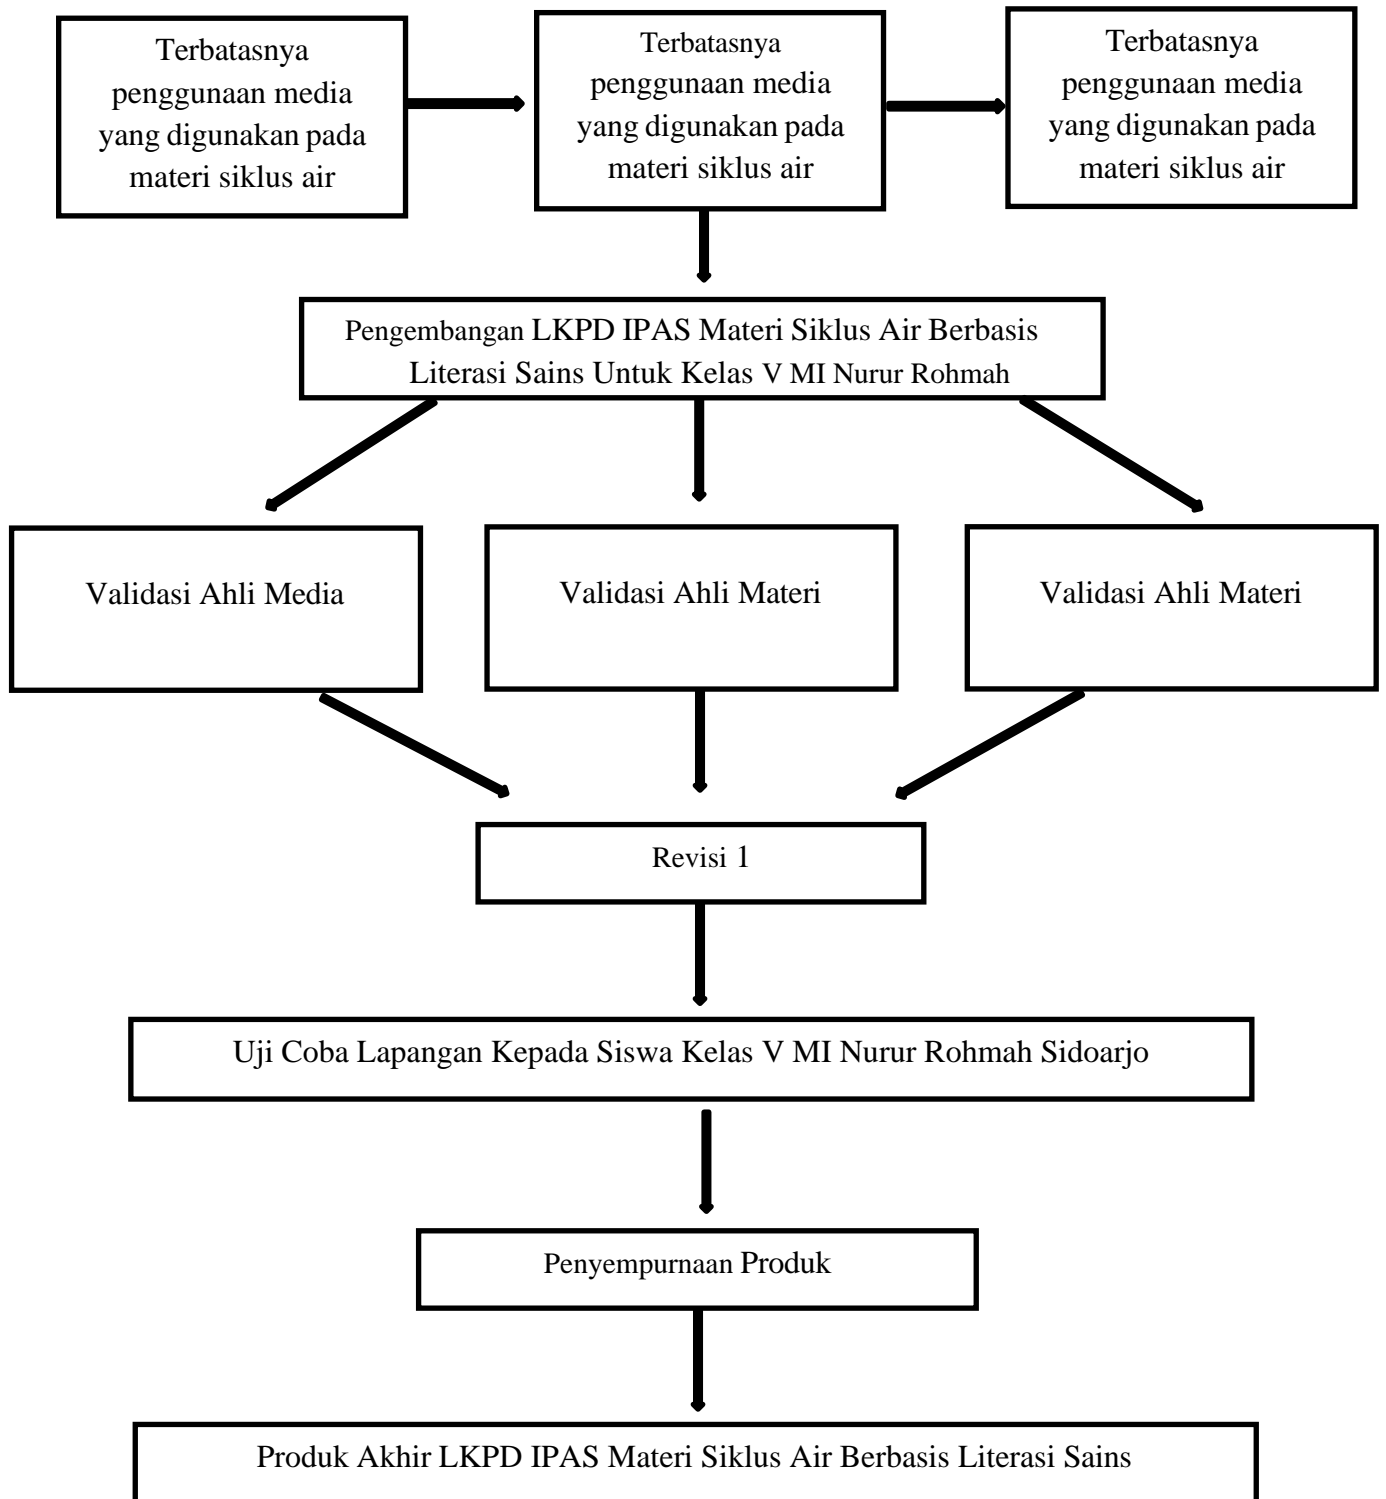 Terbatasnya
penggunaan media
yang digunakan pada
materi siklus air
Terbatasnya
penggunaan media
yang digunakan pada
materi siklus air
Terbatasnya
penggunaan media
yang digunakan pada
materi siklus air
Pengembangan LKPD IPAS Materi Siklus Air Berbasis
Literasi Sains Untuk Kelas V MI Nurur Rohmah
Validasi Ahli Media
Validasi Ahli Materi
Validasi Ahli Materi
Revisi 1
Uji Coba Lapangan Kepada Siswa Kelas V MI Nurur Rohmah Sidoarjo
Penyempurnaan Produk
Produk Akhir LKPD IPAS Materi Siklus Air Berbasis Literasi Sains